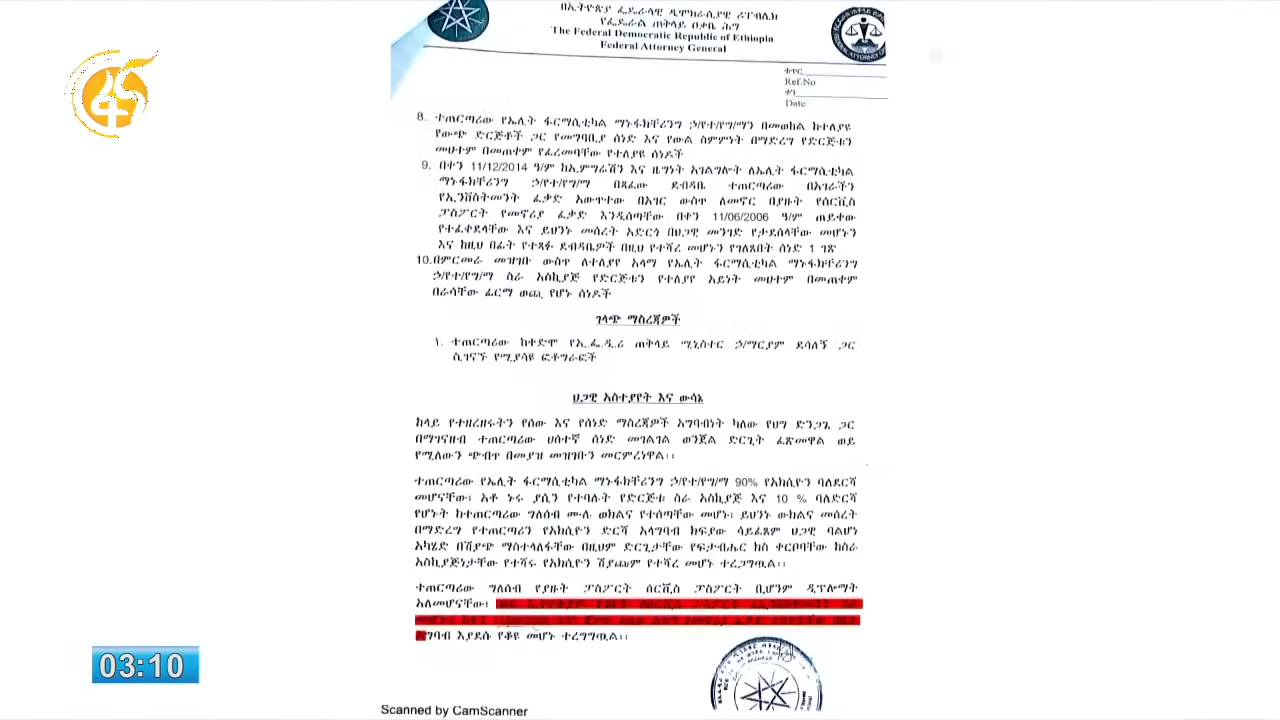 በኢትዮጵያ ፌዴራላዊ ዲሞክራሲያዊ ሪፐብሊክ
የፌዴራል ጠቅላይ ዐቃቤ ሕግ
The Federal Democratic Republic of Ethiopia
Federal Attorney General
ቁጥር
Ref.No
ቀን
Date
8. ተጠርጣሪው የኤሊት ፋርማሲቲካል ማኑፋክቸሪንግ ኃ/የተ/የግ/ማን በመወከል ከተለያዩ
የውጭ ድርጅቶች ጋር የመግባቢያ ሰነድ እና የውል ስምምነት በማድረግ የድርጅቱን
ማህተም በመጠቀም የፈረመባቸው የተለያዩ ሰነዶች
9. በቀን 11/12/2014 ዓ/ም ከኢምግሬሽን እና ዜግነት አገልግሎት ለኤሊት ፋርማሲቲካል
ማኑፋክቸሪንግ ኃ/የተ/የግ/ማ በጻፈው ደብዳቤ ተጠርጣሪው በአገራችን
የኢንቨስትመንት ፈቃድ አውጥተው በአገር ውስጥ ለመኖር በያዙት የሰርቪስ
ፓስፖርት የመኖሪያ ፈቃድ እንዲሰጣቸው በቀን 11/06/2006 ዓ/ም ጠይቀው
የተፈቀደላቸው እና ይህንኑ መሰረት አድርጎ በህጋዊ መንገድ የታደሰላቸው መሆኑን
እና ከዚህ በፊት የተጻፉ ደብዳቤዎች በዚህ የተሻረ መሆኑን የገለጸበት ሰነድ 1 ገጽ
10.በምርመራ መዝገቡ ውስጥ ለተለያየ አላማ የኤሊት ፋርማሲቲካል ማኑፋክቸሪንግ
ኃ/የተ/የግ/ማ ስራ አስኪያጅ የድርጅቱን የተለያየ አይነት ማህተም በመጠቀም
በራሳቸው ፊርማ ወጪ የሆኑ ሰነዶች
ገላጭ ማስረጃዎች
1. ተጠርጣሪው ከቀድሞ የኢ.ፌ.ዲ.ሪ ጠቅላይ ሚኒስተር ኃ/ማርያም ደሳለኝ ጋር
ሲገናኙ የሚያሳዩ ፎቶግራፎች
ህጋዊ አስተያየት እና ውሳኔ
ከላይ የተዘረዘሩትን የሰው እና የሰነድ ማስረጃዎች አግባብነት ካለው የህግ ድንጋጌ ጋር
በማገናዘብ ተጠርጣሪው ሀሰተኛ ሰነድ መገልገል ወንጀል ድርጊት ፈጽመዋል ወይ
የሚለውን ጭብጥ በመያዝ መዝገቡን መርምረነዋል፡፡
ተጠርጣሪው የኤሊት ፋርማሲቲካል ማኑፋክቸሪንግ ኃ/የተ/የግ/ማ 90% የአክሲዮን ባለድርሻ
መሆናቸው፣ አቶ ኑሩ ያሲን የተባሉት የድርጅቱ ስራ አስኪያጅ እና 10 % ባለድርሻ
የሆኑት ከተጠርጣሪው ግለሰብ ሙሉ ወክልና የተሰጣቸው መሆኑ፣ ይህንኑ ውክልና መሰረት
በማድረግ የተጠርጣሪን የአክሲዮን ድርሻ አላግባብ ክፍያው ሳይፈጸም ህጋዊ ባልሆነ
አካሄድ በሽያጭ ማስተላለፋቸው በዚህም ድርጊታቸው የፍታብሔር ክስ ቀርቦባቸው ከስራ
አስኪያጅነታቸው የተሻሩ የአክሲዮን ሽያጩም የተሻረ መሆኑ ተረጋግጧል፡፡
ተጠርጣሪው ግለሰብ የያዙት ፓስፖርት ሰርቪስ ፓስፖርት ቢሆንም ዲፕሎማት
አለመሆናቸው፣
ግባብ እያደሱ የቆዩ መሆኑ ተረግግጧል፡፡
03:10
Scanned by CamScanner